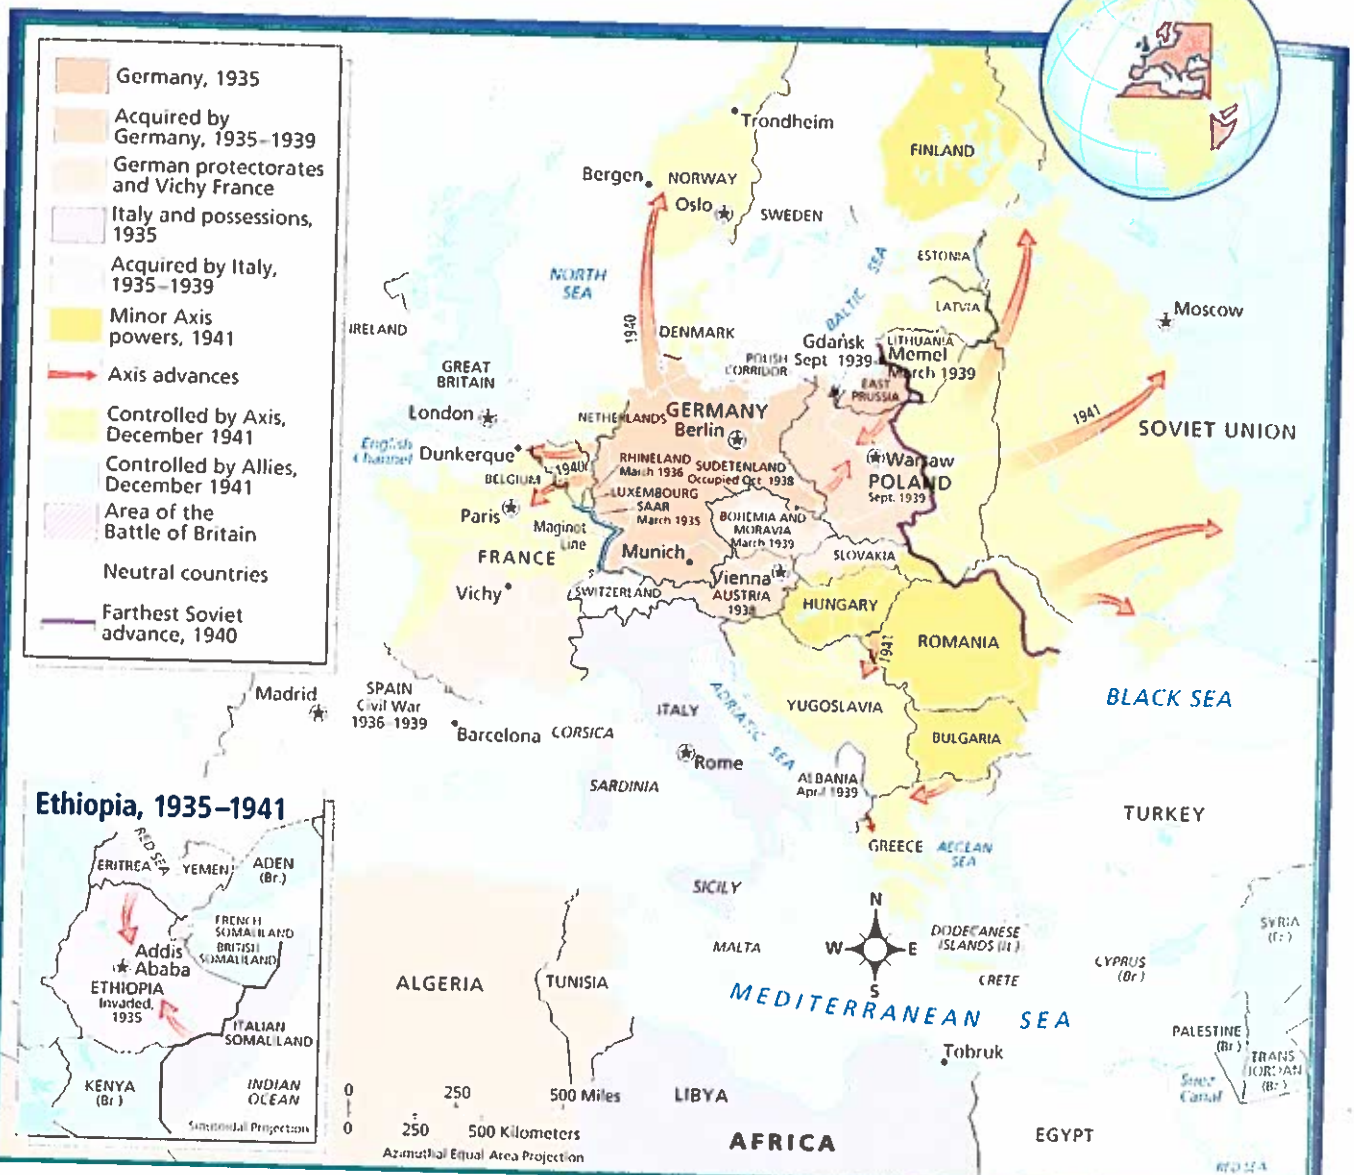 Germany, 1935
Acquired by
Germany, 1935–1939
German protectorates
and Vichy France
Italy and possessions,
1935
Acquired by Italy,
1935–1939
Minor Axis
powers, 1941
Axis advances
Controlled by Axis,
December 1941
Controlled by Allies,
December 1941
Area of the
Battle of Britain
Neutral countries
Farthest Soviet
advance, 1940
Trondheim
FINLAND
Bergen
NORWAY
Oslo
SWEDEN
NORTH
SEA
BALTIC SEA
ESTONIA
LATVIA
Moscow
IRELAND
1940
DENMARK
Gdańsk
Sept. 1939
LITHUANIA
Memel
March 1939
POLISH
CORRIDOR
EAST
PRUSSIA
GREAT
BRITAIN
London
NETHERLANDS
GERMANY
Berlin
1941
SOVIET UNION
English
Channel
Dunkerque
1940
BELGIUM
RHINELAND
March 1936
SUDETENLAND
Occupied Oct. 1938
Warsaw
POLAND
Sept. 1939
LUXEMBOURG
SAAR
March 1935
Paris
Maginot
Line
BOHEMIA AND
MORAVIA
March 1939
FRANCE
Munich
SLOVAKIA
Vichy
SWITZERLAND
Vienna
AUSTRIA
1938
HUNGARY
ROMANIA
1941
Madrid
SPAIN
Civil War
1936–1939
Barcelona
CORSICA
ITALY
ADRIATIC SEA
YUGOSLAVIA
BLACK SEA
BULGARIA
Rome
SARDINIA
ALBANIA
April 1939
TURKEY
GREECE
AEGEAN
SEA
SICILY
MALTA
N
W
E
S
DODECANESE
ISLANDS (It.)
CRETE
CYPRUS
(Br.)
SYRIA
(Fr.)
ALGERIA
TUNISIA
MEDITERRANEAN SEA
Tobruk
PALESTINE
(Br.)
TRANS
JORDAN
(Br.)
Suez
Canal
LIBYA
AFRICA
EGYPT
RED SEA
0 250 500 Miles
0 250 500 Kilometers
Azimuthal Equal Area Projection
Ethiopia, 1935–1941
RED SEA
ERITREA
YEMEN
ADEN
(Br.)
FRENCH
SOMALILAND
BRITISH
SOMALILAND
Addis
Ababa
ETHIOPIA
Invaded,
1935
ITALIAN
SOMALILAND
KENYA
(Br.)
INDIAN
OCEAN
Sinusoidal Projection